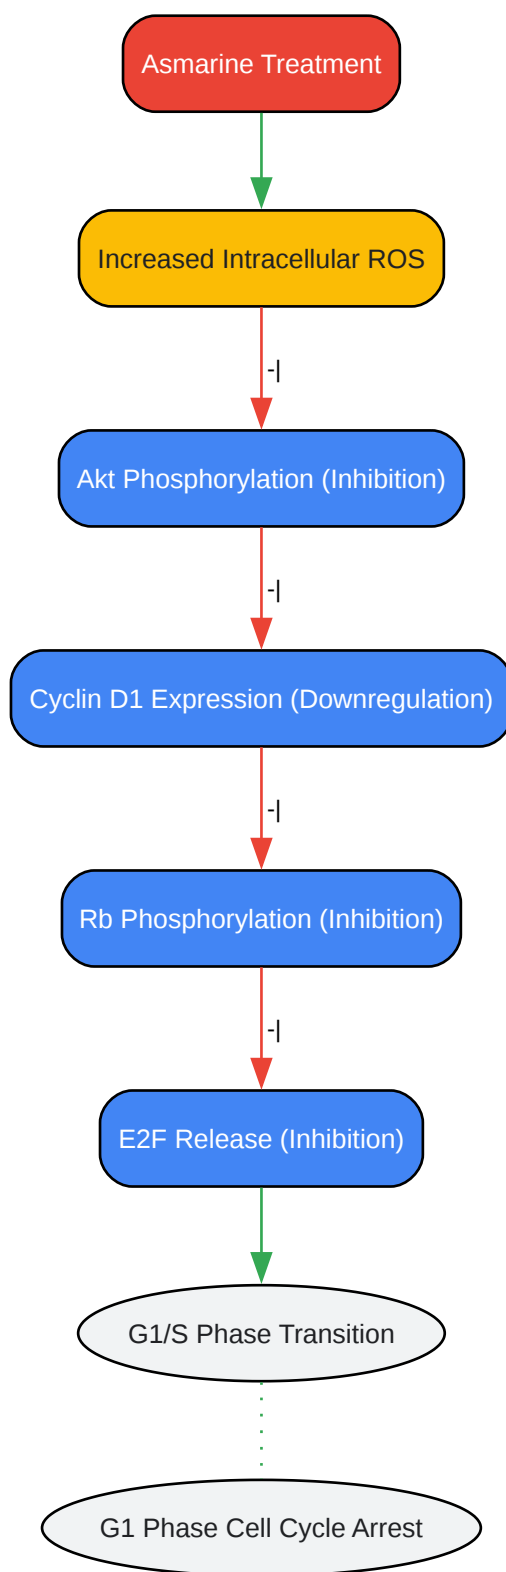 Asmarine Treatment
Increased Intracellular ROS
-|
Akt Phosphorylation (Inhibition)
-|
Cyclin D1 Expression (Downregulation)
-|
Rb Phosphorylation (Inhibition)
-|
E2F Release (Inhibition)
G1/S Phase Transition
G1 Phase Cell Cycle Arrest